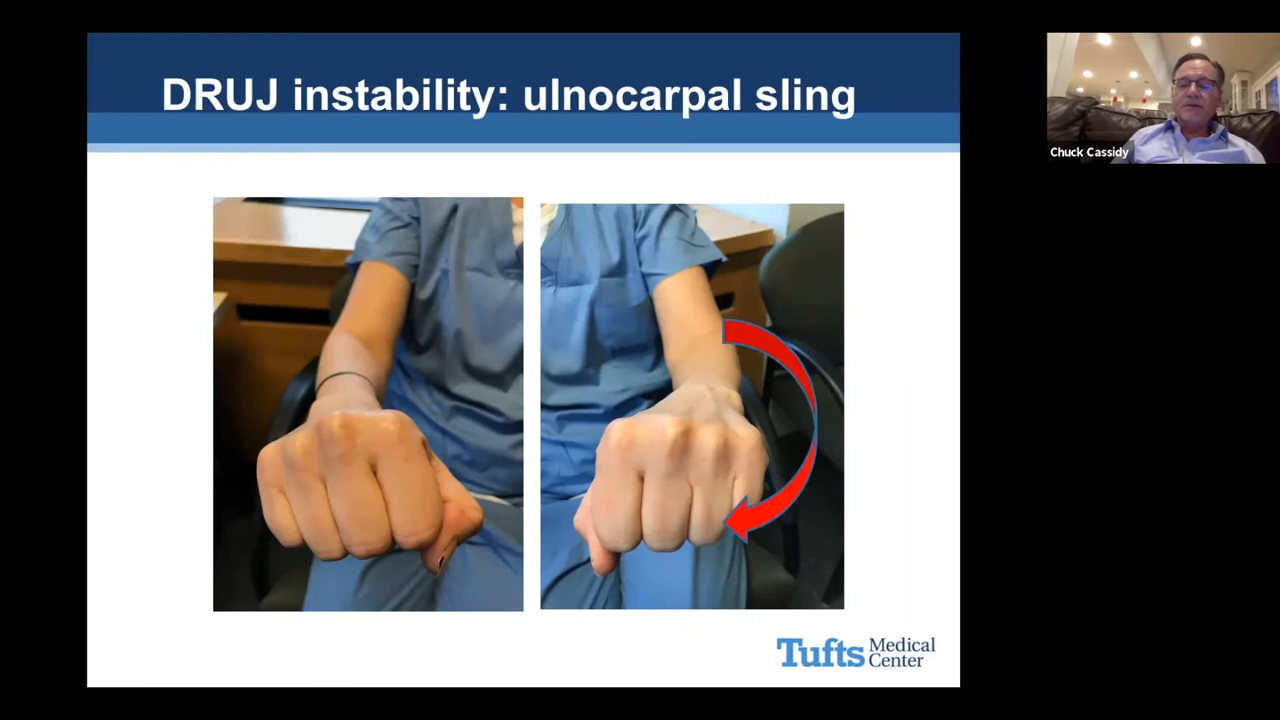 DRUJ instability: ulnocarpal sling
Chuck Cassidy
Tufts Medical
Center